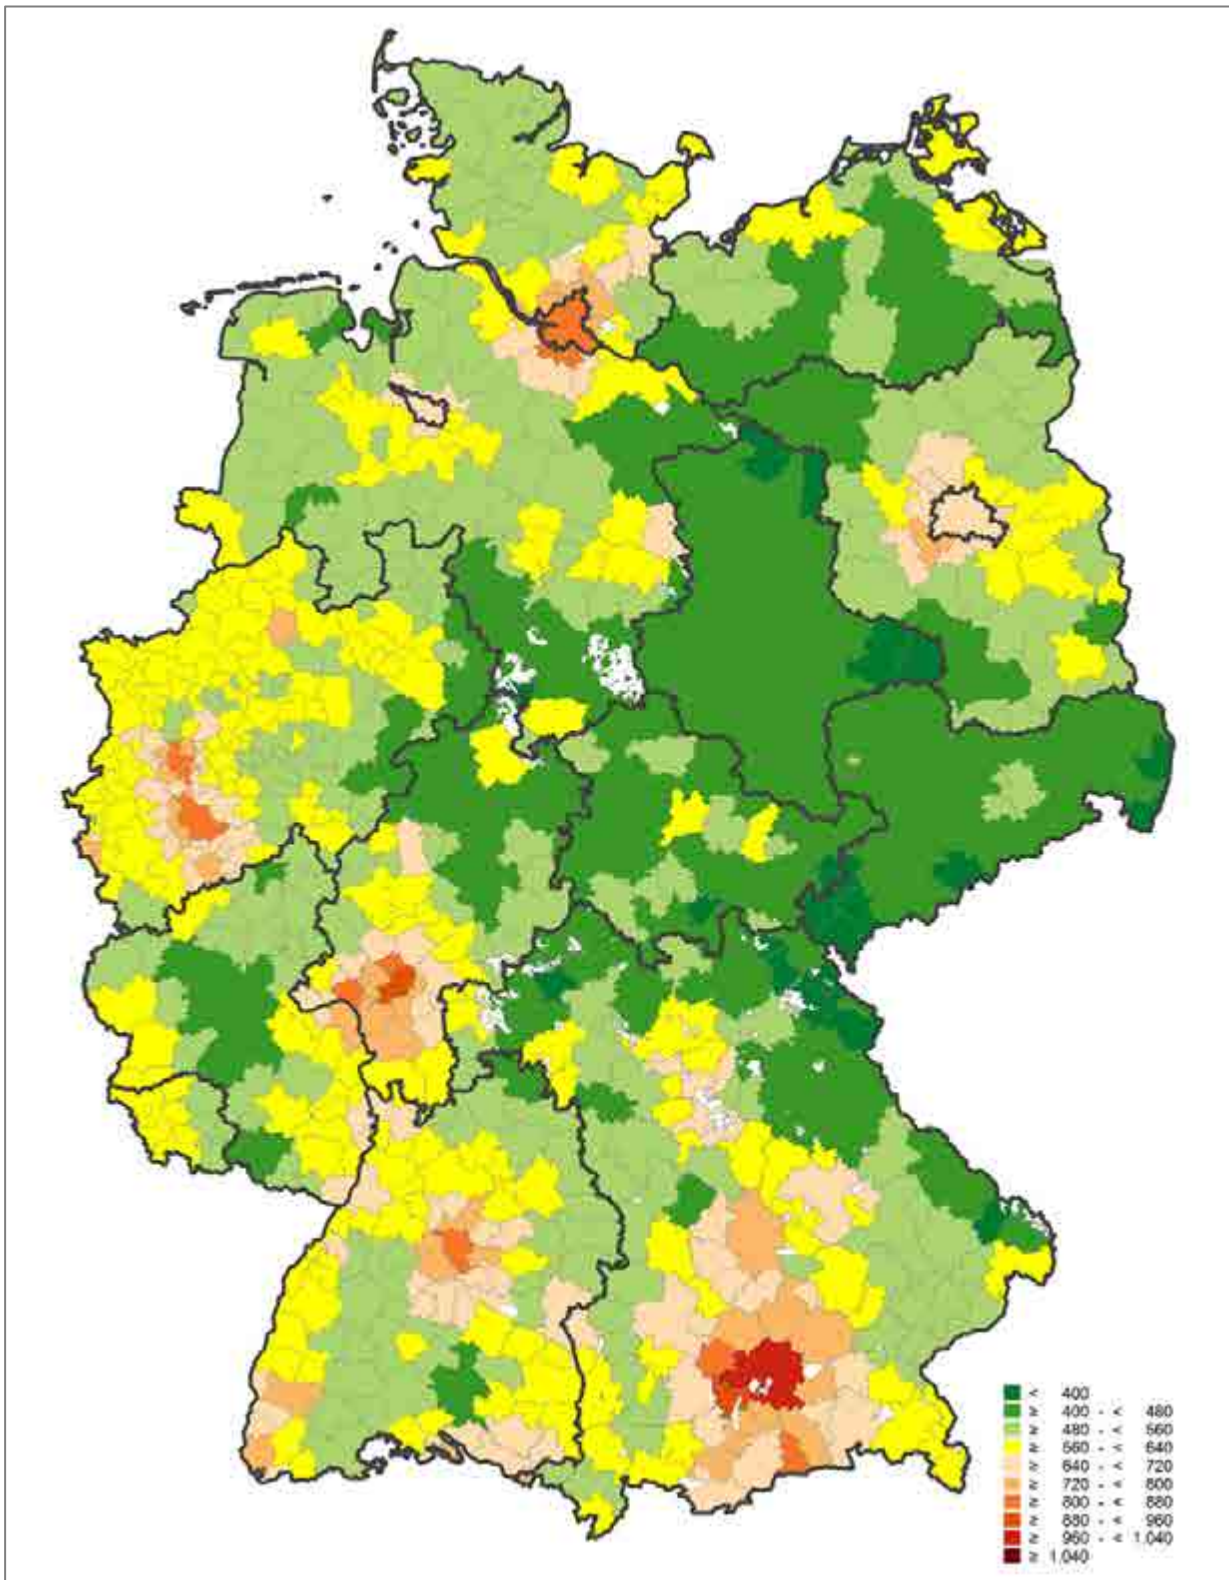 < 400
≥ 400 - < 480
≥ 480 - < 560
≥ 560 - < 640
≥ 640 - < 720
≥ 720 - < 800
≥ 800 - < 880
≥ 880 - < 960
≥ 960 - < 1.040
≥ 1.040